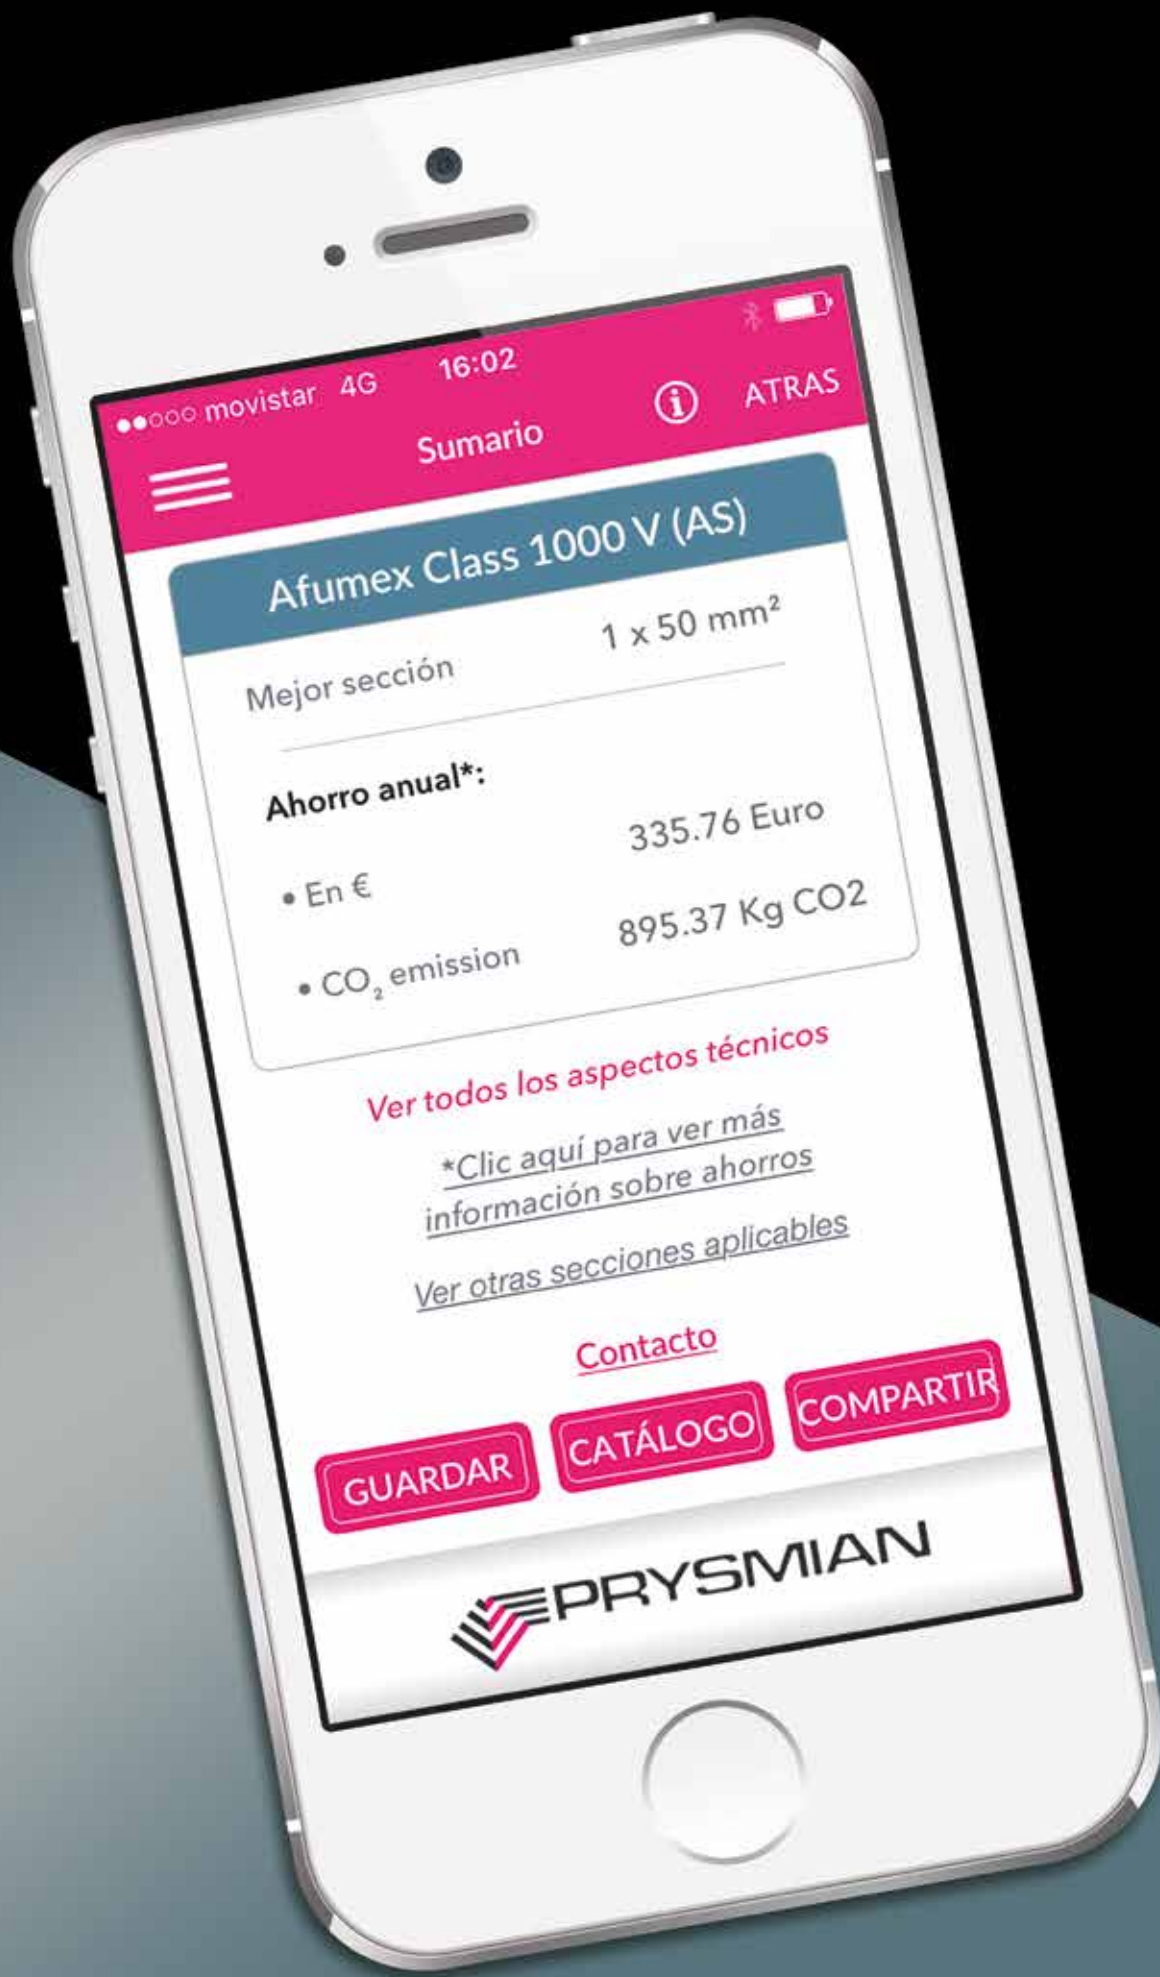 movistar 4G 16:02
Sumario
ATRAS
Afumex Class 1000 V (AS)
Mejor sección 1 x 50 mm²
Ahorro anual*:
• En € 335.76 Euro
• CO₂ emission 895.37 Kg CO2
Ver todos los aspectos técnicos
*Clic aquí para ver más
información sobre ahorros
Ver otras secciones aplicables
Contacto
GUARDAR CATÁLOGO COMPARTIR
PRYSMIAN